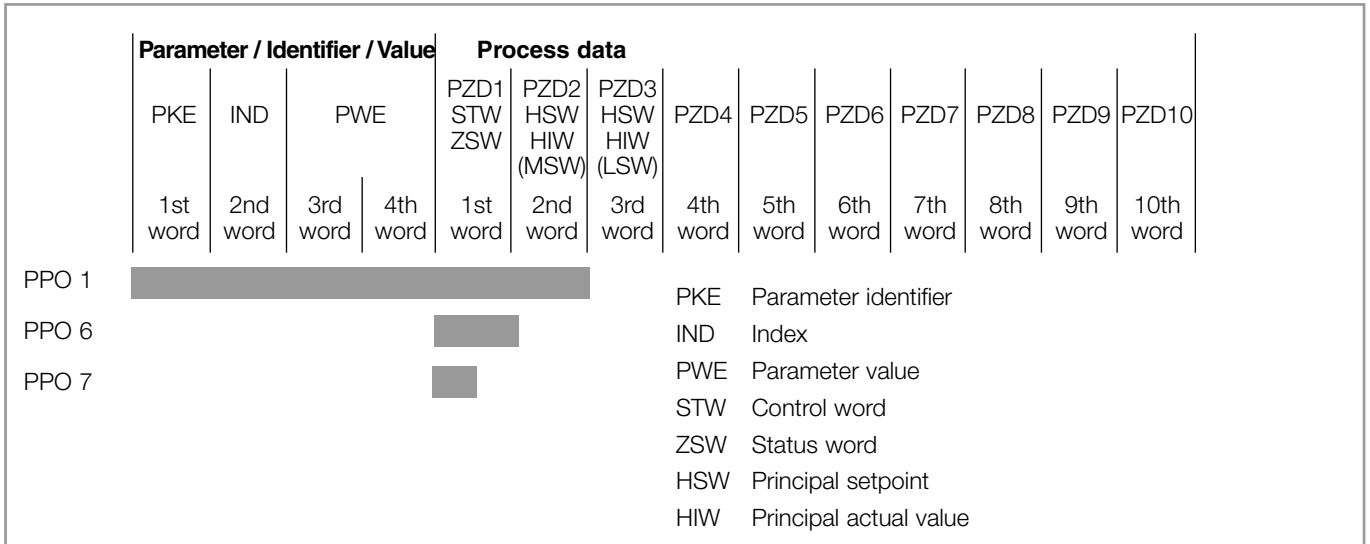 Parameter / Identifier / Value Process data
PKE IND PWE PZD1 STW ZSW PZD2 HSW HIW (MSW) PZD3 HSW HIW (LSW) PZD4 PZD5 PZD6 PZD7 PZD8 PZD9 PZD10
1st word 2nd word 3rd word 4th word 1st word 2nd word 3rd word 4th word 5th word 6th word 7th word 8th word 9th word 10th word
PPO 1
PPO 6
PPO 7
PKE Parameter identifier
IND Index
PWE Parameter value
STW Control word
ZSW Status word
HSW Principal setpoint
HIW Principal actual value